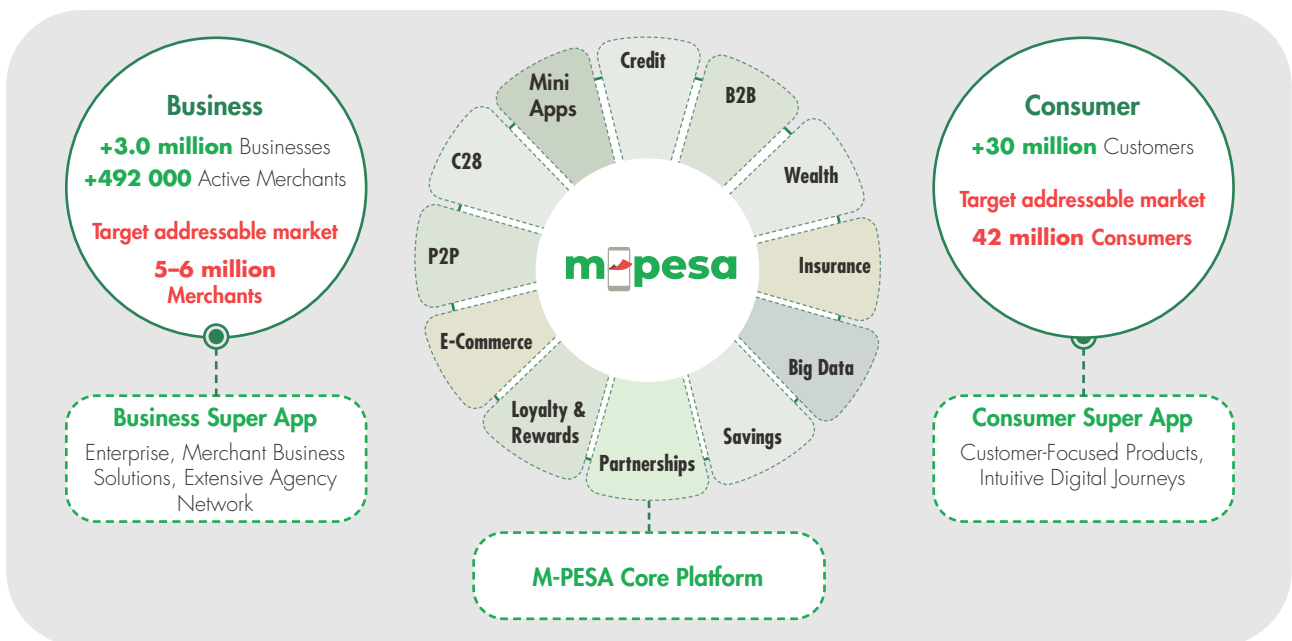 Business
+3.0 million Businesses
+492 000 Active Merchants
Target addressable market
5–6 million
Merchants
Business Super App
Enterprise, Merchant Business
Solutions, Extensive Agency
Network
Credit
B2B
Wealth
Insurance
Big Data
Savings
Partnerships
Loyalty &
Rewards
E-Commerce
P2P
C28
Mini
Apps
m-pesa
M-PESA Core Platform
Consumer
+30 million Customers
Target addressable market
42 million Consumers
Consumer Super App
Customer-Focused Products,
Intuitive Digital Journeys